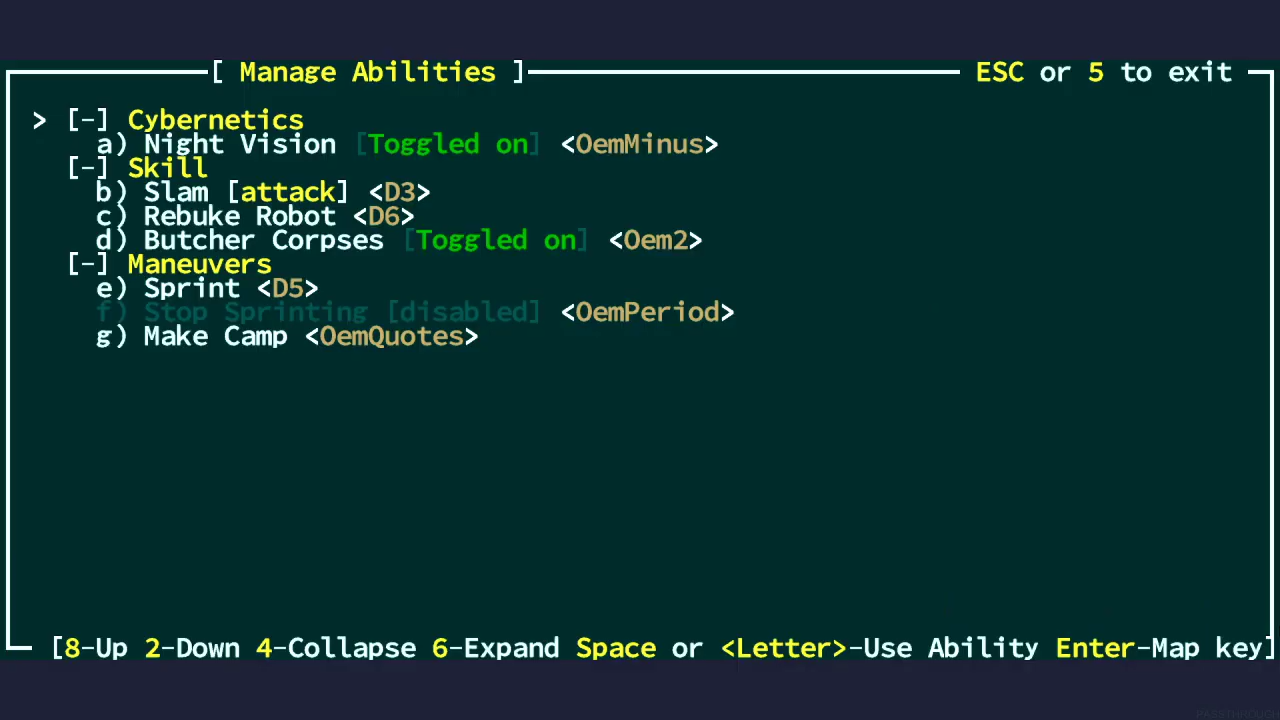 [ Manage Abilities ] ESC or 5 to exit
> [-] Cybernetics
a) Night Vision [Toggled on] <OemMinus>
[-] Skill
b) Slam [attack] <D3>
c) Rebuke Robot <D6>
d) Butcher Corpses [Toggled on] <Oem2>
[-] Maneuvers
e) Sprint <D5>
f) Stop Sprinting [disabled] <OemPeriod>
g) Make Camp <OemQuotes>
[8-Up 2-Down 4-Collapse 6-Expand Space or <Letter>-Use Ability Enter-Map key]